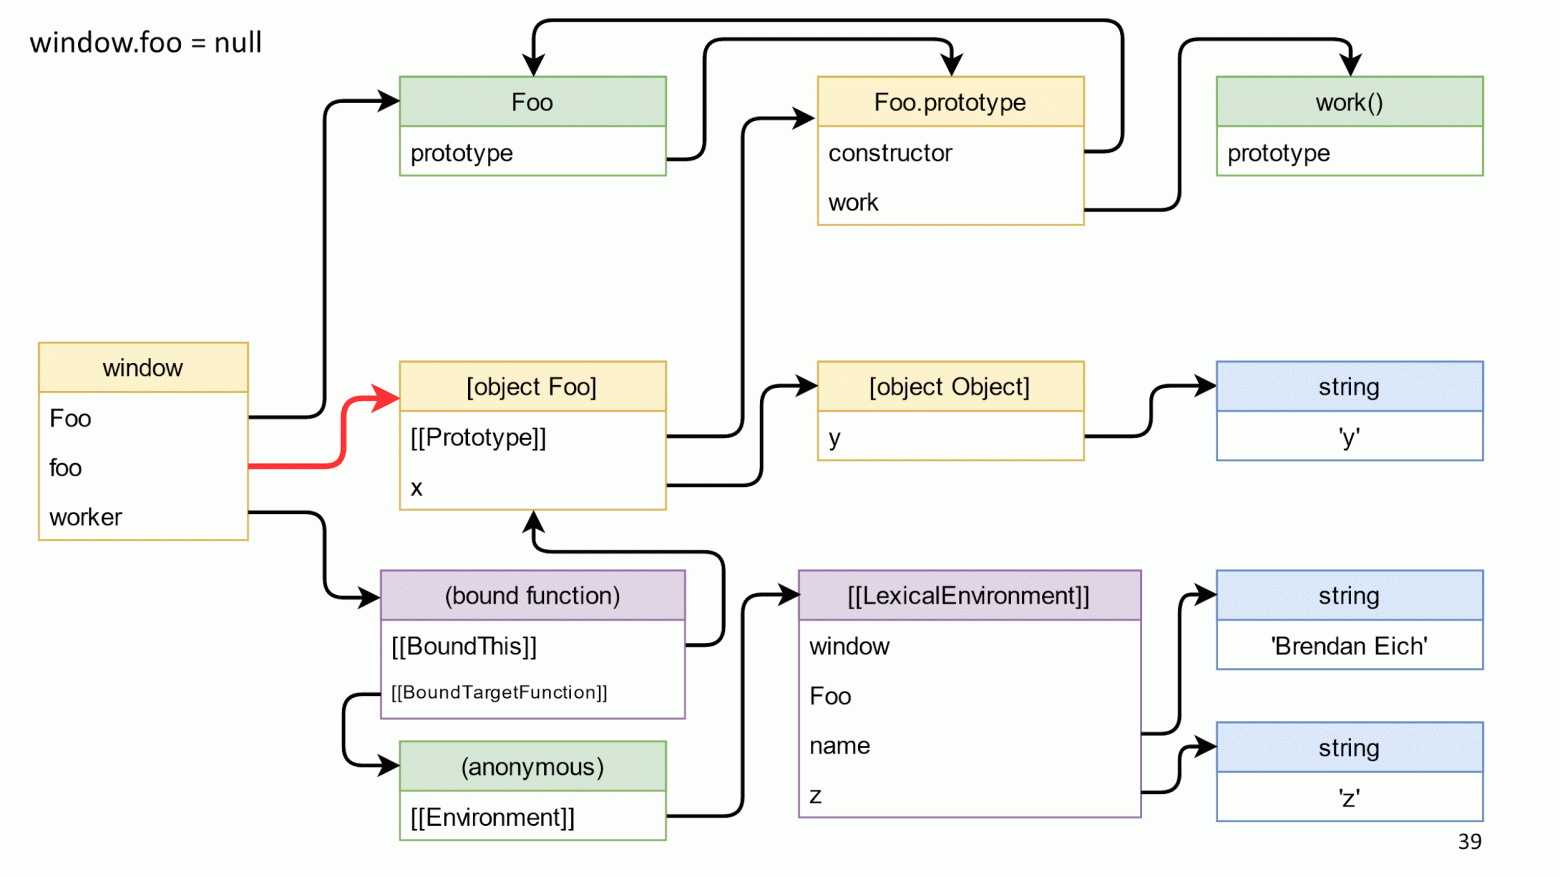 window.foo = null
Foo
prototype
Foo.prototype
constructor
work
work()
prototype
window
Foo
foo
worker
[object Foo]
[[Prototype]]
x
[object Object]
y
string
'y'
(bound function)
[[BoundThis]]
[[BoundTargetFunction]]
(anonymous)
[[Environment]]
[[LexicalEnvironment]]
window
Foo
name
z
string
'Brendan Eich'
string
'z'
39